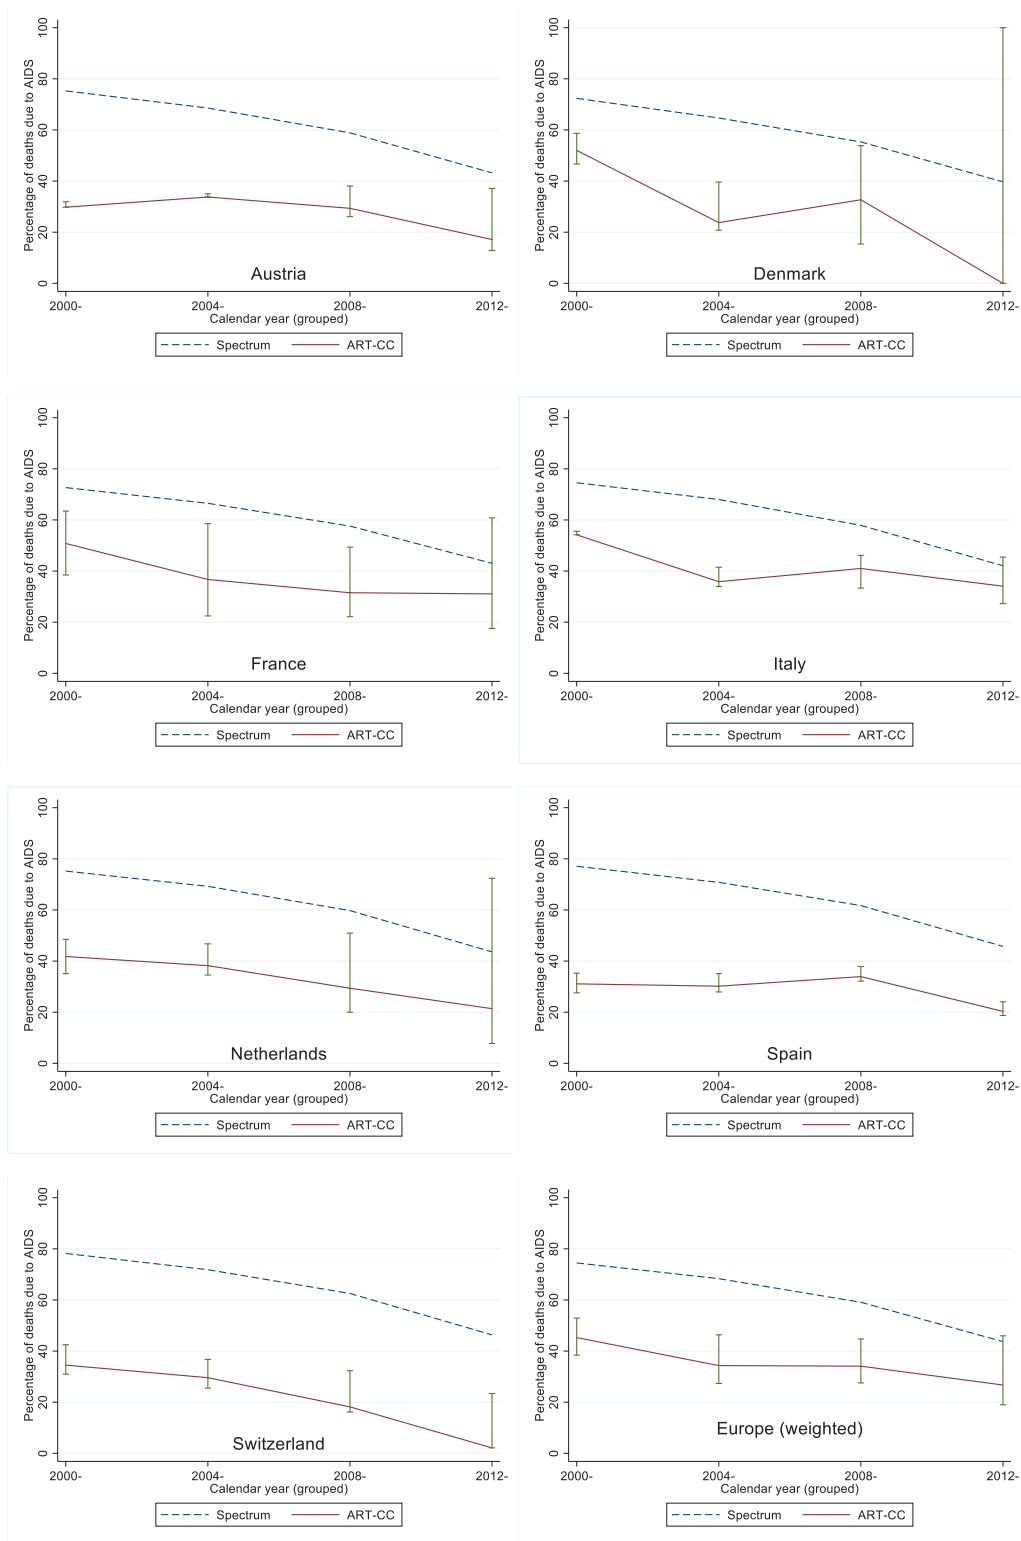 Percentage of deaths due to AIDS
100
80
60
40
20
0
Austria
2000- 2004- 2008- 2012-
Calendar year (grouped)
Spectrum ART-CC
Percentage of deaths due to AIDS
100
80
60
40
20
0
Denmark
2000- 2004- 2008- 2012-
Calendar year (grouped)
Spectrum ART-CC
Percentage of deaths due to AIDS
100
80
60
40
20
0
France
2000- 2004- 2008- 2012-
Calendar year (grouped)
Spectrum ART-CC
Percentage of deaths due to AIDS
100
80
60
40
20
0
Italy
2000- 2004- 2008- 2012-
Calendar year (grouped)
Spectrum ART-CC
Percentage of deaths due to AIDS
100
80
60
40
20
0
Netherlands
2000- 2004- 2008- 2012-
Calendar year (grouped)
Spectrum ART-CC
Percentage of deaths due to AIDS
100
80
60
40
20
0
Spain
2000- 2004- 2008- 2012-
Calendar year (grouped)
Spectrum ART-CC
Percentage of deaths due to AIDS
100
80
60
40
20
0
Switzerland
2000- 2004- 2008- 2012-
Calendar year (grouped)
Spectrum ART-CC
Percentage of deaths due to AIDS
100
80
60
40
20
0
Europe (weighted)
2000- 2004- 2008- 2012-
Calendar year (grouped)
Spectrum ART-CC